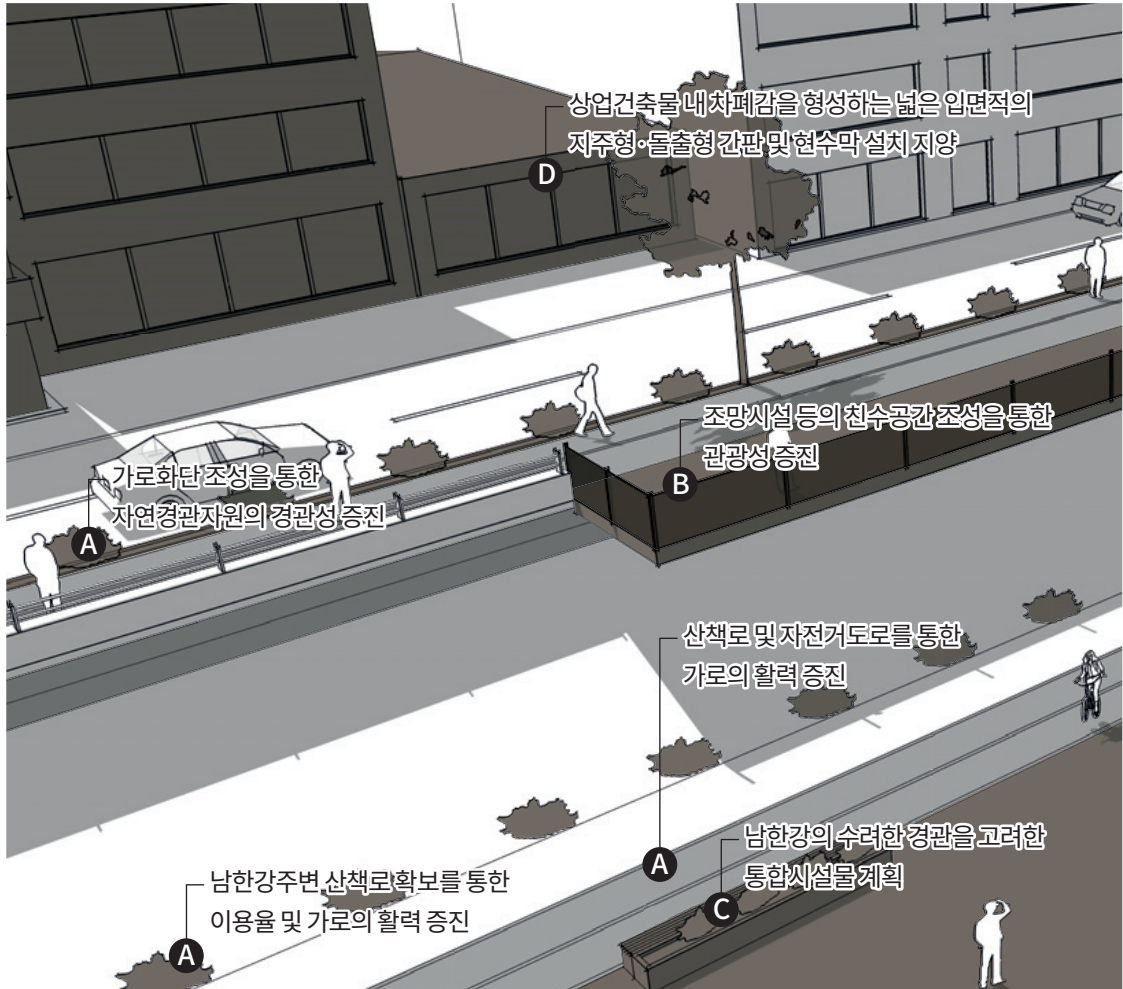 상업건축물 내 차폐감을 형성하는 넓은 입면적의
지주형·돌출형 간판 및 현수막 설치 지양
D
조망시설 등의 친수공간 조성을 통한
관광성 증진
B
가로화단 조성을 통한
자연경관자원의 경관성 증진
A
산책로 및 자전거도로를 통한
가로의 활력 증진
A
남한강의 수려한 경관을 고려한
통합시설물 계획
C
남한강주변 산책로확보를 통한
이용율 및 가로의 활력 증진
A